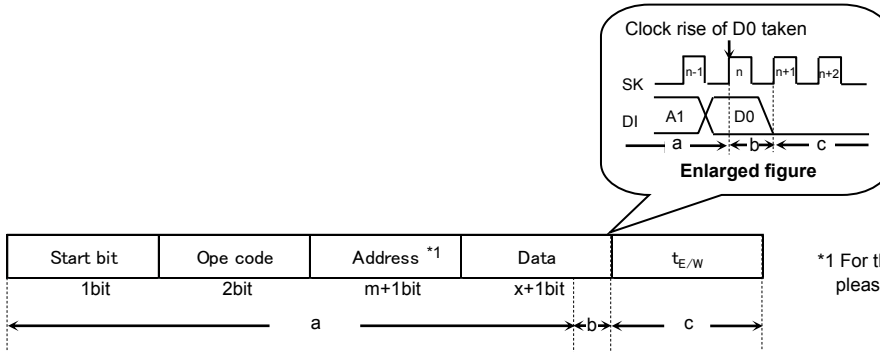 Clock rise of D0 taken
SK n-1 n n+1 n+2
DI A1 D0
a b c
Enlarged figure
Start bit Ope code Address *1 Data tE/W
1bit 2bit m+1bit x+1bit
a b c
*1 For th
pleas